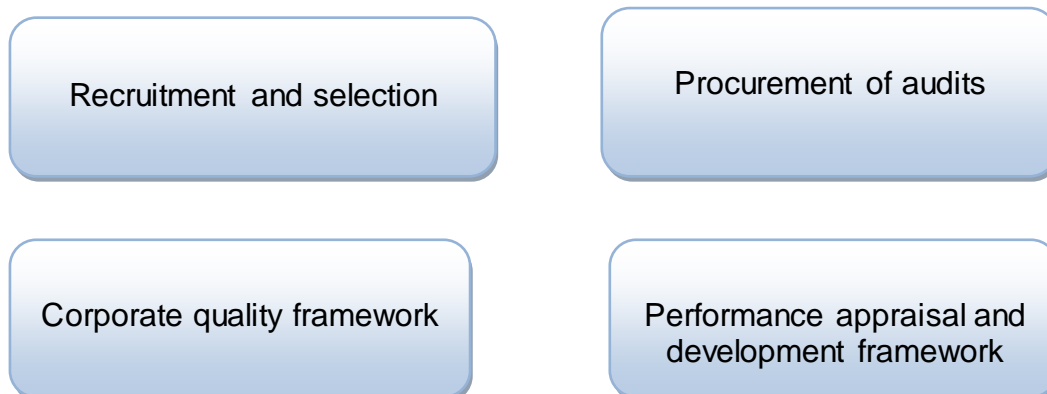 Recruitment and selection
Procurement of audits
Corporate quality framework
Performance appraisal and
development framework